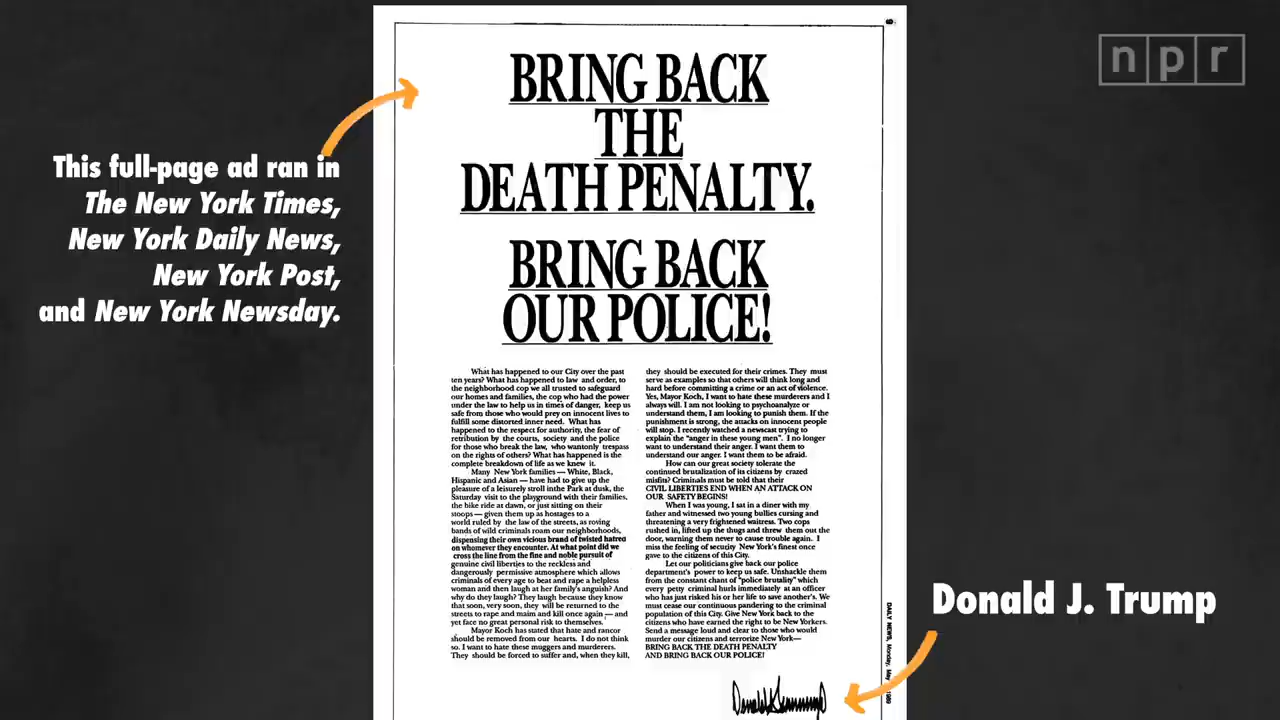 npr
This full-page ad ran in
The New York Times,
New York Daily News,
New York Post,
and New York Newsday.
BRING BACK
THE
DEATH PENALTY.
BRING BACK
OUR POLICE!
What has happened to our City over the past
ten years? What has happened to law and order, to
the neighborhood cop we all trusted to safeguard
our homes and families, the cop who had the power
under the law to help us in times of danger, keep us
safe from those who would prey on innocent lives to
fulfill some distorted inner need. What has
happened to the respect for authority, the fear of
retribution by the courts, society and the police
for those who break the law, who wantonly trespass
on the rights of others? What has happened is the
complete breakdown of life as we knew it.
Many New York families — White, Black,
Hispanic and Asian — have had to give up the
pleasure of a leisurely stroll inthe Park at dusk, the
Saturday visit to the playground with their families,
the bike ride at dawn, or just sitting on their
stoops — given them up as hostages to a
world ruled by the law of the streets, as roving
bands of wild criminals roam our neighborhoods,
dispensing their own vicious brand of twisted hatred
on whomever they encounter. At what point did we
cross the line from the fine and noble pursuit of
genuine civil liberties to the reckless and
dangerously permissive atmosphere which allows
criminals of every age to beat and rape a helpless
woman and then laugh at her family's anguish? And
why do they laugh? They laugh because they know
that soon, very soon, they will be returned to the
streets to rape and maim and kill once again — and
yet face no great personal risk to themselves.
Mayor Koch has stated that hate and rancor
should be removed from our hearts. I do not think
so. I want to hate these muggers and murderers.
They should be forced to suffer and, when they kill,
they should be executed for their crimes. They must
serve as examples so that others will think long and
hard before committing a crime or an act of violence.
Yes, Mayor Koch, I want to hate these murderers and I
always will. I am not looking to psychoanalyze or
understand them, I am looking to punish them. If the
punishment is strong, the attacks on innocent people
will stop. I recently watched a newscast trying to
explain the "anger in these young men". I no longer
want to understand their anger. I want them to
understand our anger. I want them to be afraid.
How can our great society tolerate the
continued brutalization of its citizens by crazed
misfits? Criminals must be told that their
CIVIL LIBERTIES END WHEN AN ATTACK ON
OUR SAFETY BEGINS!
When I was young, I sat in a diner with my
father and witnessed two young bullies cursing and
threatening a very frightened waitress. Two cops
rushed in, lifted up the thugs and threw them out the
door, warning them never to cause trouble again. I
miss the feeling of security New York's finest once
gave to the citizens of this City.
Let our politicians give back our police
department's power to keep us safe. Unshackle them
from the constant chant of "police brutality" which
every petty criminal hurls immediately at an officer
who has just risked his or her life to save another's. We
must cease our continuous pandering to the criminal
population of this City. Give New York back to the
citizens who have earned the right to be New Yorkers.
Send a message loud and clear to those who would
murder our citizens and terrorize New York—
BRING BACK THE DEATH PENALTY
AND BRING BACK OUR POLICE!
DAILY NEWS, Monday, May 1989
Donald J. Trump